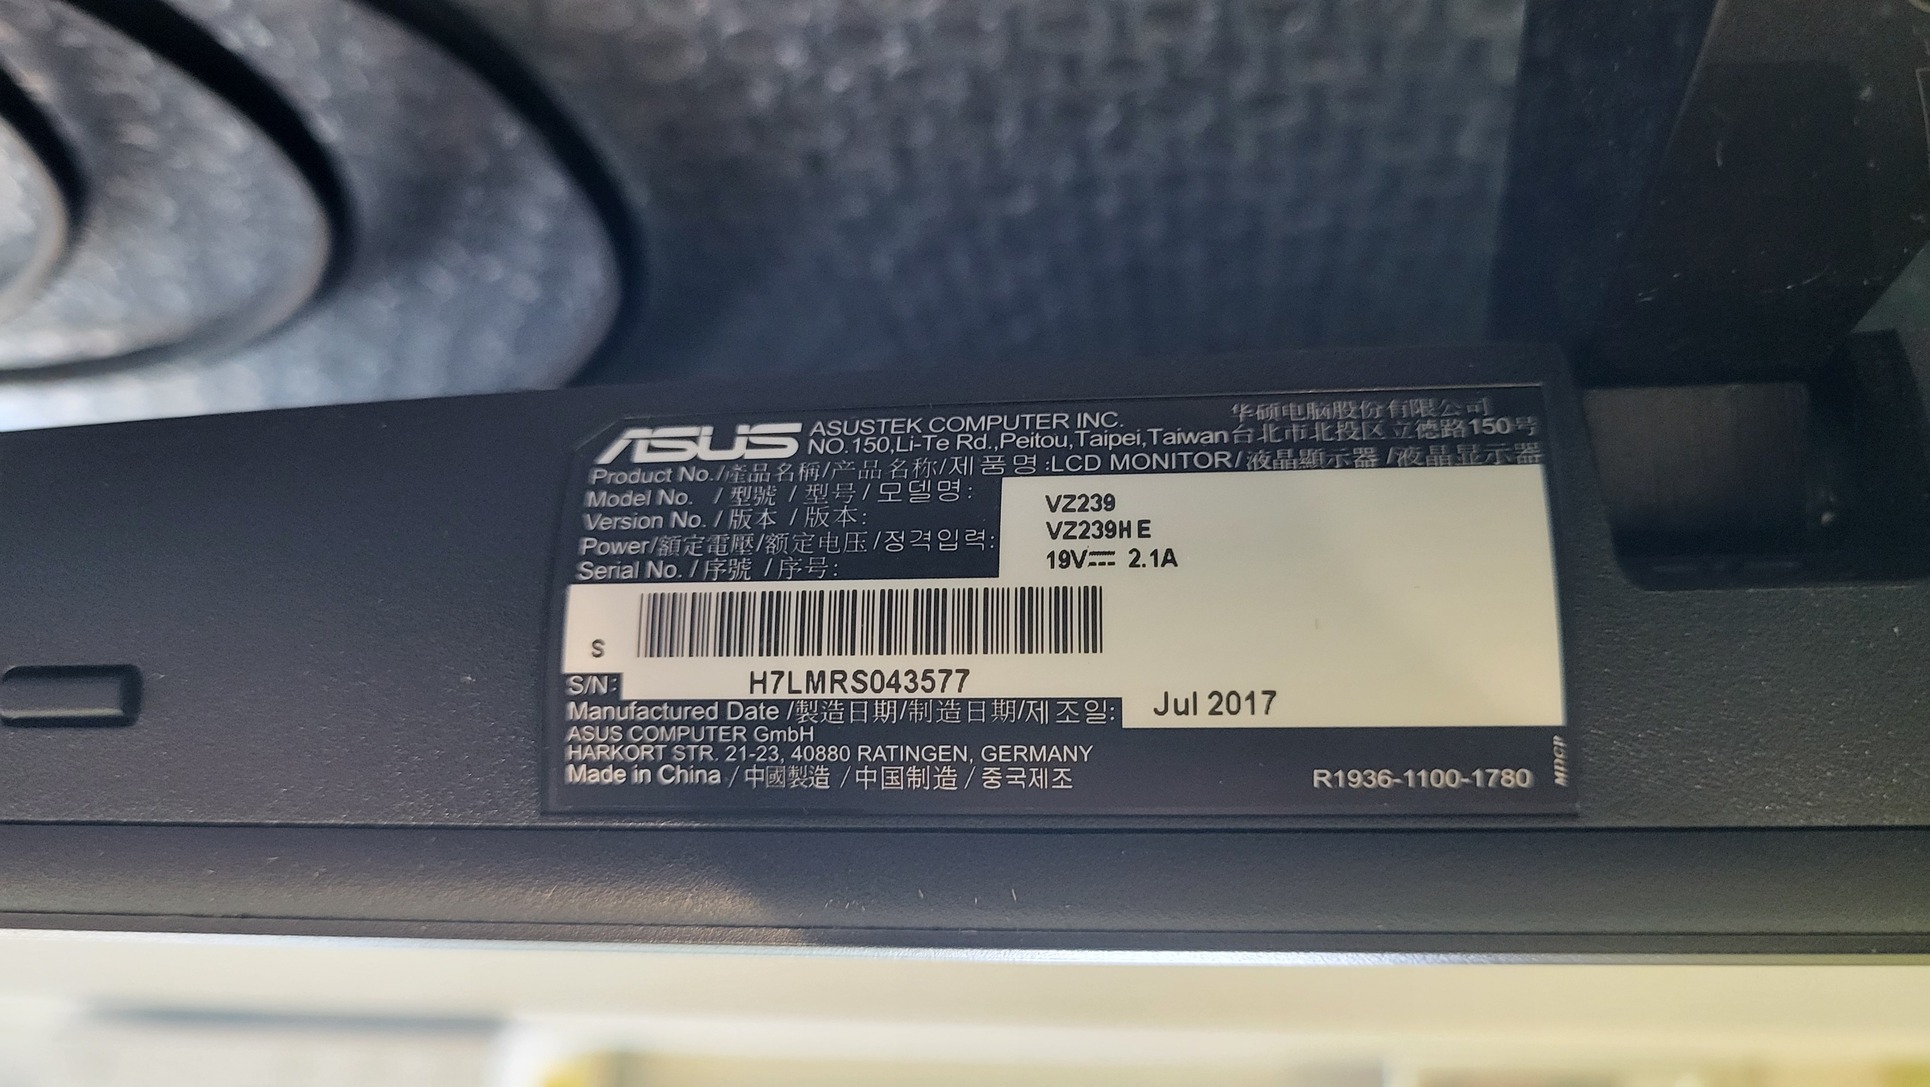 ASUS ASUSTEK COMPUTER INC. 华硕电脑股份有限公司
NO.150,Li-Te Rd.,Peitou,Taipei,Taiwan 台北市北投区立德路150号
Product No./產品名稱/产品名称/제품명:LCD MONITOR/液晶顯示器/液晶显示器
Model No. /型號 /型号/모델명: VZ239
Version No. /版本 /版本: VZ239HE
Power/額定電壓/额定电压/정격입력: 19V⎓ 2.1A
Serial No. /序號 /序号:
S
S/N: H7LMRS043577
Manufactured Date /製造日期/制造日期/제조일: Jul 2017
ASUS COMPUTER GmbH
HARKORT STR. 21-23, 40880 RATINGEN, GERMANY
Made in China /中國製造 /中国制造 /중국제조 R1936-1100-1780
MDCP